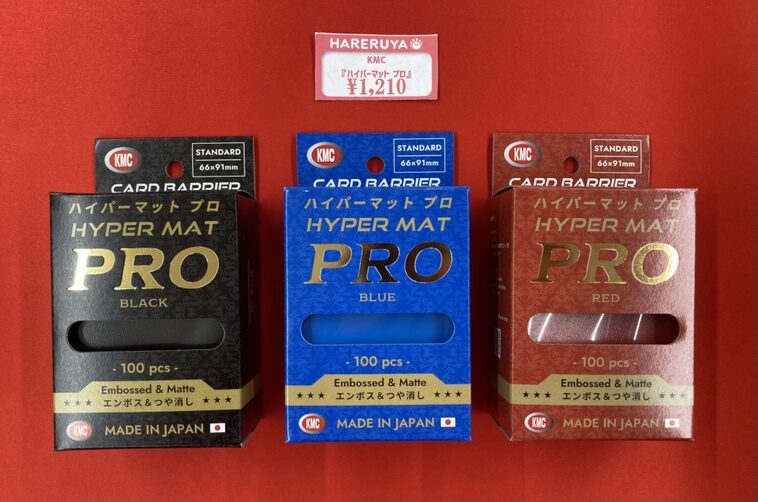 HARERUYA
KMC
『ハイパーマット プロ』
¥1,210
KMC
STANDARD
66×91mm
CARD BARRIER
ハイパーマット プロ
HYPER MAT
PRO
BLACK
- 100 pcs -
Embossed & Matte
★★★ エンボス&つや消し ★★★
KMC MADE IN JAPAN
KMC
STANDARD
66×91mm
CARD BARRIER
ハイパーマット プロ
HYPER MAT
PRO
BLUE
- 100 pcs -
Embossed & Matte
★★★ エンボス&つや消し ★★★
KMC MADE IN JAPAN
KMC
STANDARD
66×91mm
CARD BARRIER
ハイパーマット プロ
HYPER MAT
PRO
RED
- 100 pcs -
Embossed & Matte
★★★ エンボス&つや消し ★★★
KMC MADE IN JAPAN